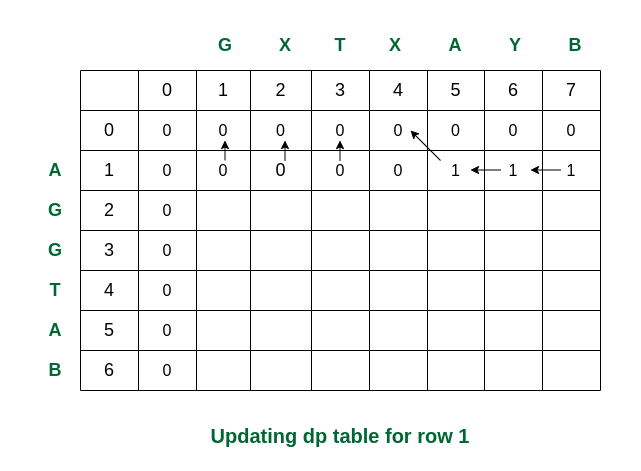 G X T X A Y B
0 1 2 3 4 5 6 7
0 0 0 0 0 0 0 0 0
A 1 0 0 0 0 0 1 1 1
G 2 0
G 3 0
T 4 0
A 5 0
B 6 0
Updating dp table for row 1